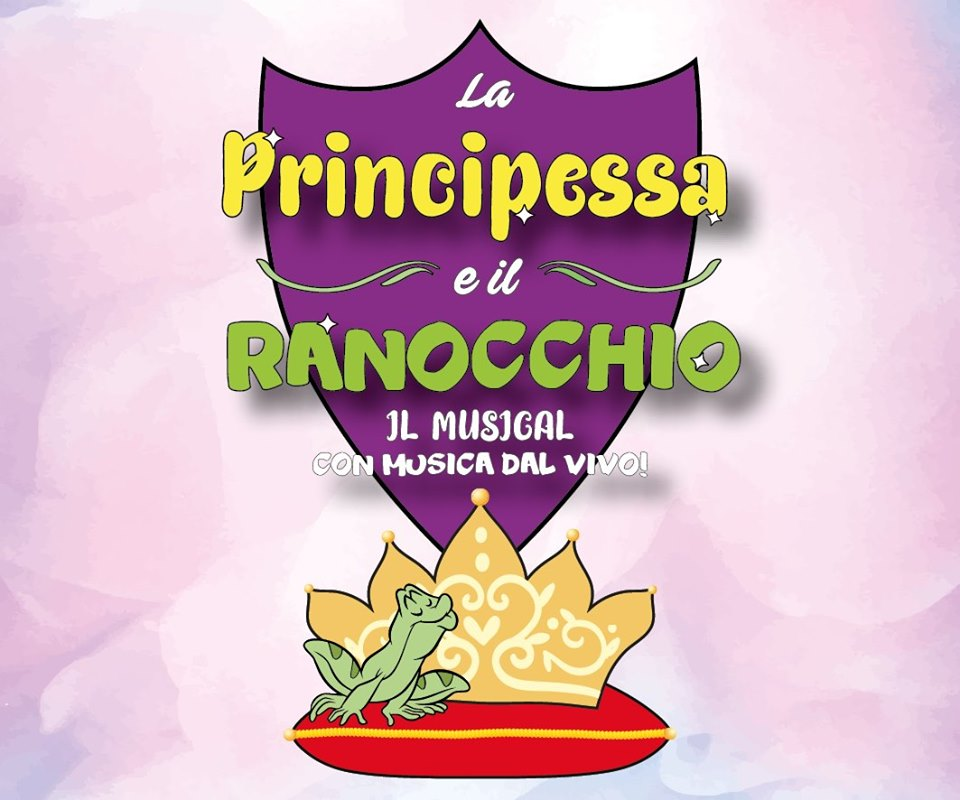 La
Principessa
e il
RANOCCHIO
IL MUSICAL
CON MUSICA DAL VIVO!